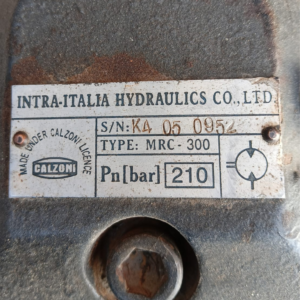 INTRA-ITALIA HYDRAULICS CO., LTD
S/N: KA 05 0952
TYPE: MRC-300
Pn[bar] 210
MADE UNDER CALZONI LICENCE
CALZONI